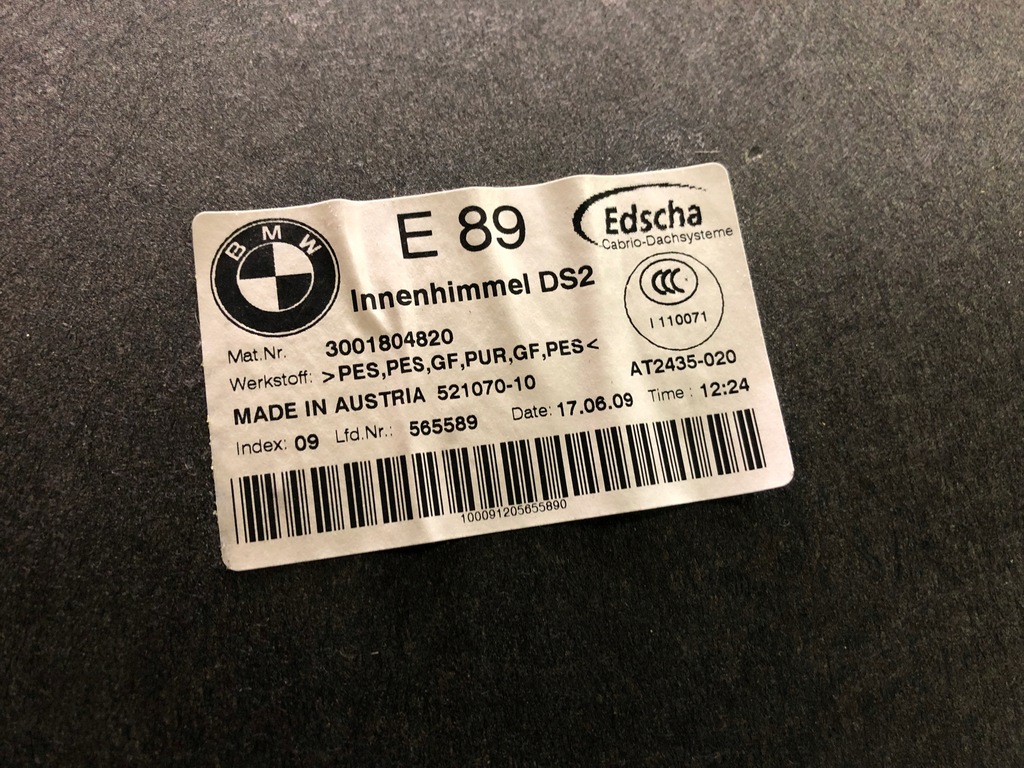 BMW
E 89
Edscha
Cabrio-Dachsysteme
Innenhimmel DS2
CCC
I 110071
Mat.Nr. 3001804820
Werkstoff: >PES,PES,GF,PUR,GF,PES<
AT2435-020
MADE IN AUSTRIA 521070-10
Index: 09 Lfd.Nr.: 565589 Date: 17.06.09 Time : 12:24
100091205655890